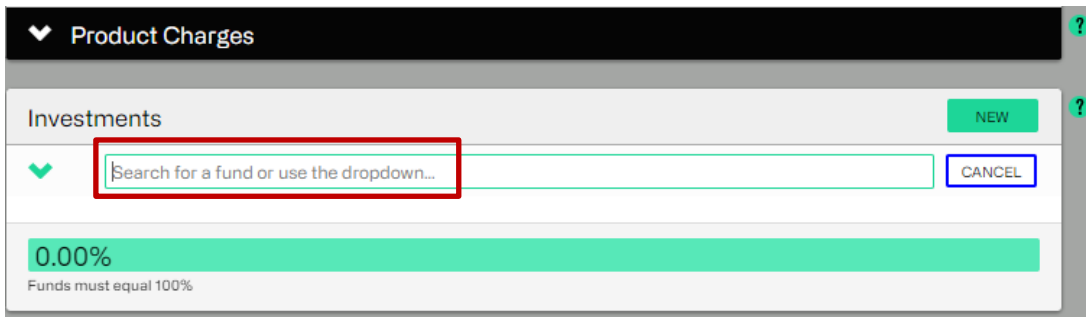 Product Charges
?
Investments
NEW
?
Search for a fund or use the dropdown...
CANCEL
0.00%
Funds must equal 100%